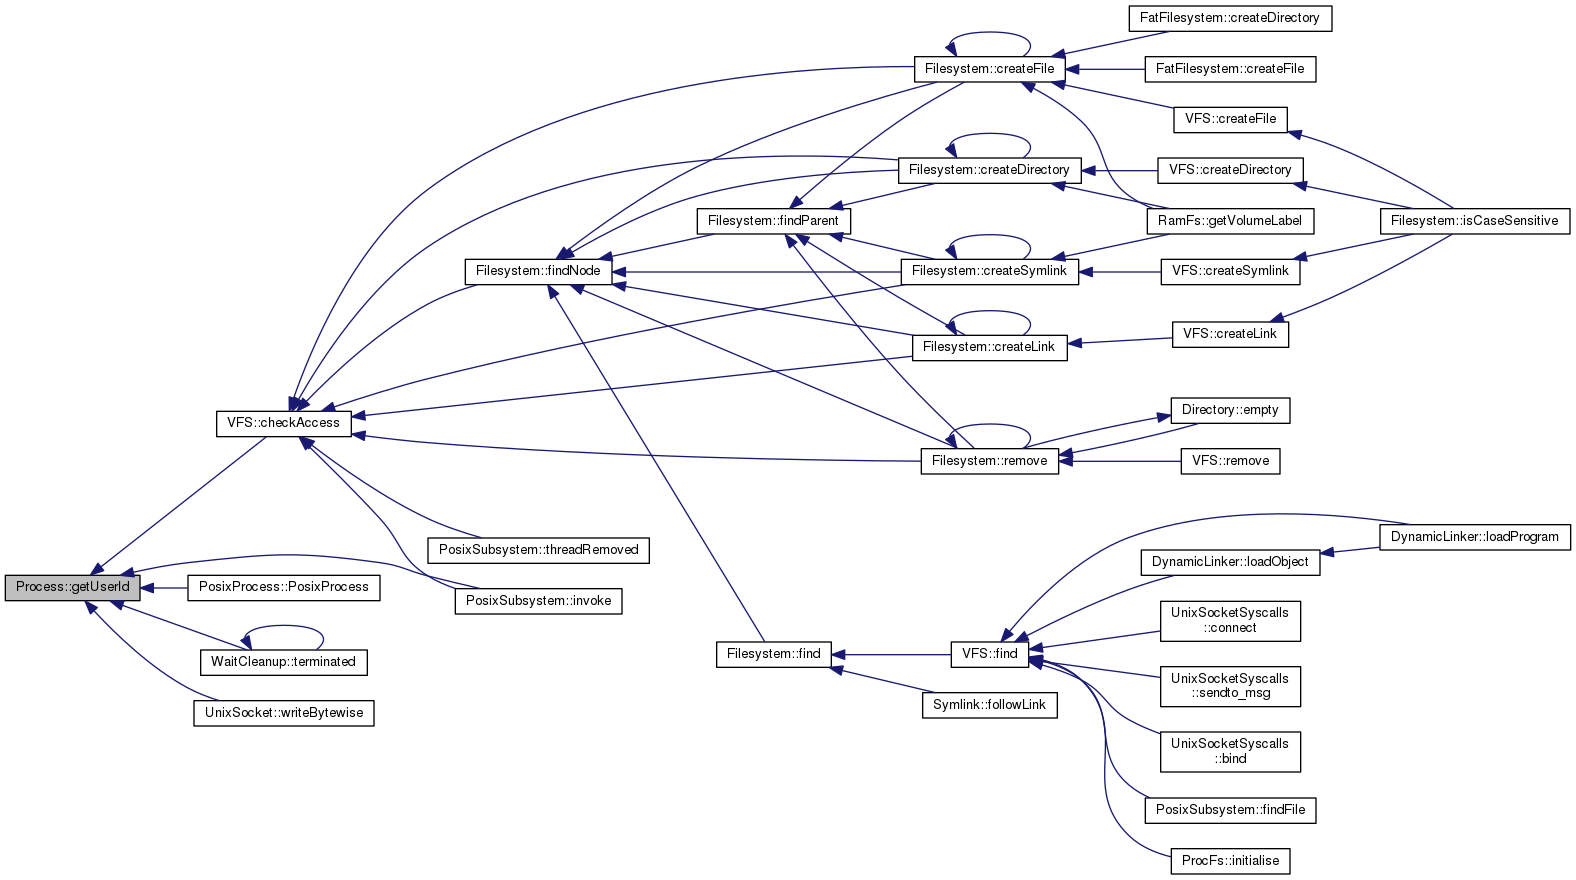 FatFilesystem::createDirectory
Filesystem::createFile
FatFilesystem::createFile
VFS::createFile
Filesystem::createDirectory
VFS::createDirectory
Filesystem::findParent
RamFs::getVolumeLabel
Filesystem::isCaseSensitive
Filesystem::findNode
Filesystem::createSymlink
VFS::createSymlink
Filesystem::createLink
VFS::createLink
VFS::checkAccess
Directory::empty
Filesystem::remove
VFS::remove
PosixSubsystem::threadRemoved
DynamicLinker::loadProgram
DynamicLinker::loadObject
Process::getUserId
PosixProcess::PosixProcess
PosixSubsystem::invoke
UnixSocketSyscalls
::connect
WaitCleanup::terminated
Filesystem::find
VFS::find
UnixSocketSyscalls
::sendto_msg
UnixSocket::writeBytewise
Symlink::followLink
UnixSocketSyscalls
::bind
PosixSubsystem::findFile
ProcFs::initialise